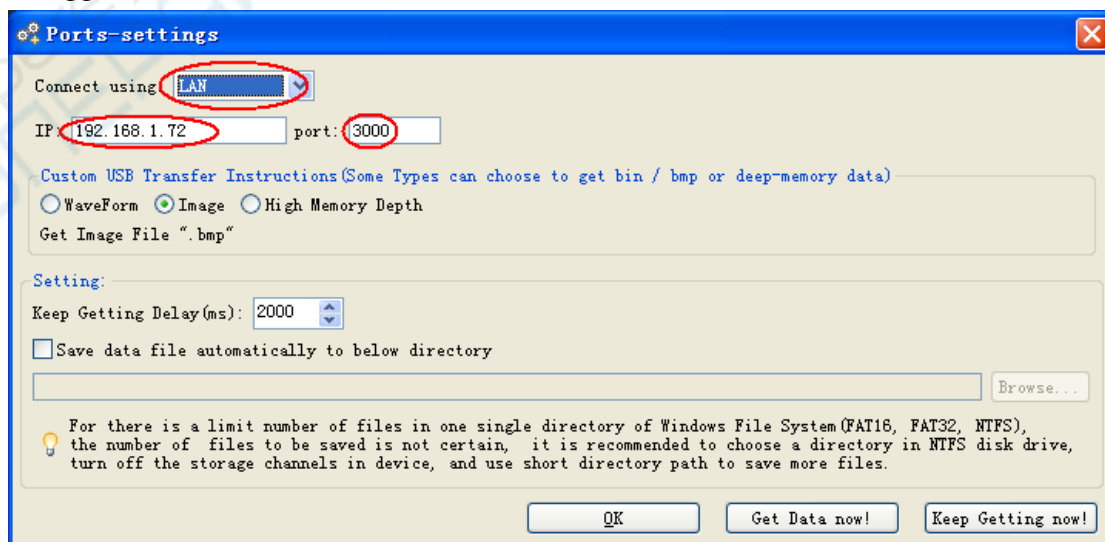 Ports-settings
Connect using: LAN
IP: 192.168.1.72 port: 3000
Custom USB Transfer Instructions(Some Types can choose to get bin / bmp or deep-memory data)
WaveForm Image High Memory Depth
Get Image File ".bmp"
Setting:
Keep Getting Delay(ms): 2000
Save data file automatically to below directory
Browse...
For there is a limit number of files in one single directory of Windows File System(FAT16, FAT32, NTFS),
the number of files to be saved is not certain, it is recommended to choose a directory in NTFS disk drive,
turn off the storage channels in device, and use short directory path to save more files.
OK Get Data now! Keep Getting now!